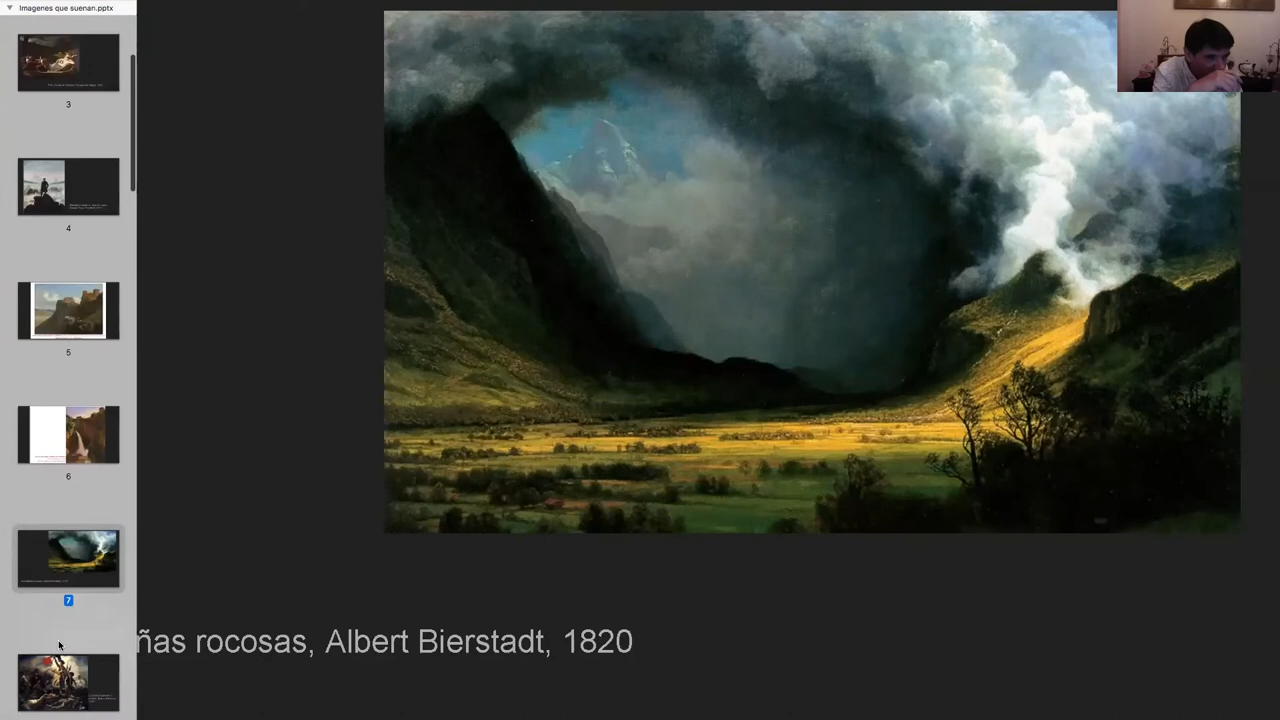 Imagenes que suenan.pptx
3
4
5
6
7
ñas rocosas, Albert Bierstadt, 1820